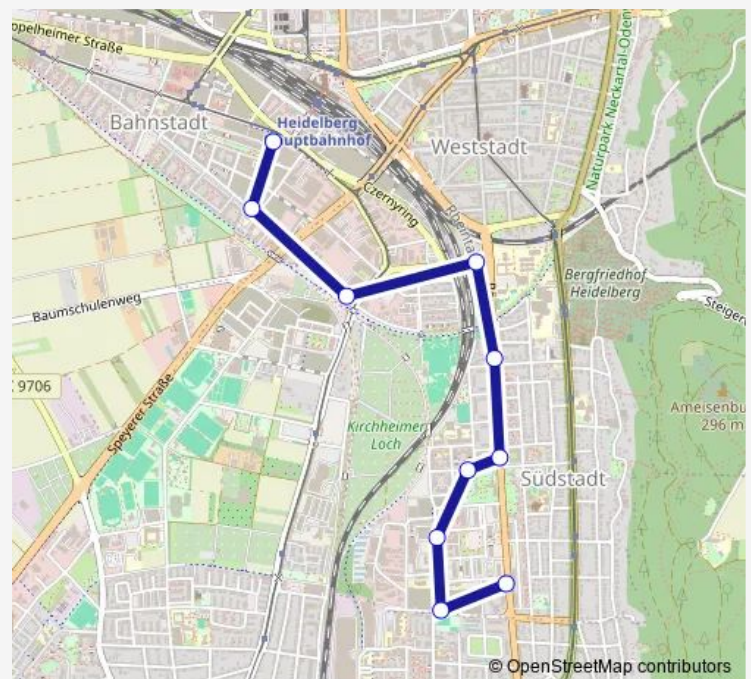 opelheimer Straße
Bahnstadt
Heidelberg
auptbahnhof
Weststadt
Naturpark Neckartal-Oden
Czernyring
Rheinta
Bergfriedhof
Heidelberg
Steiger
Baumschulenweg
9706
Speyerer Straße
Kirchheimer
Loch
Ameisenbu
296 m
Südstadt
© OpenStreetMap contributors